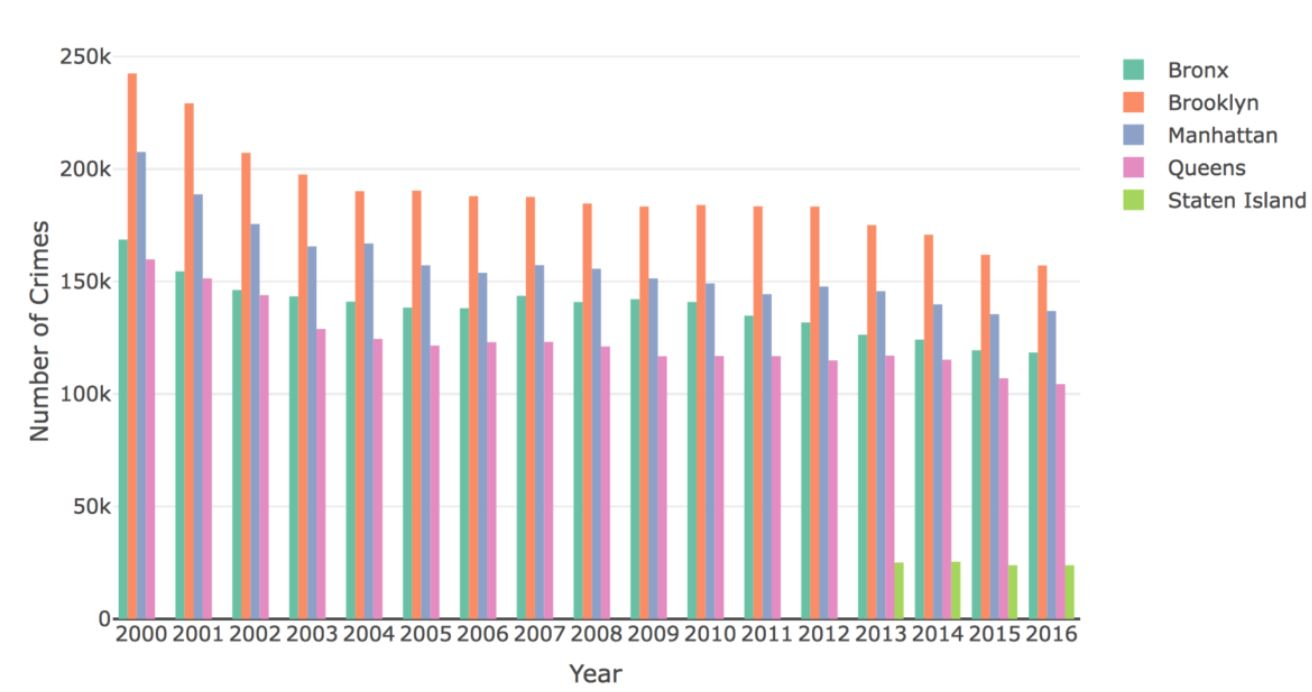 250k
200k
150k
100k
50k
0
Number of Crimes
2000 2001 2002 2003 2004 2005 2006 2007 2008 2009 2010 2011 2012 2013 2014 2015 2016
Year
Bronx
Brooklyn
Manhattan
Queens
Staten Island